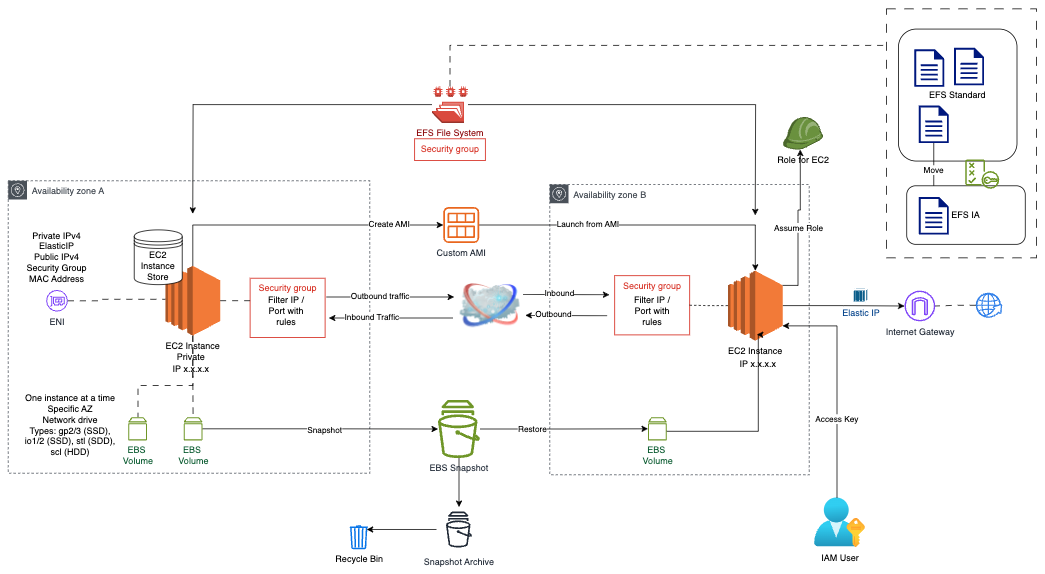 EFS Standard
Move
EFS IA
EFS File System
Security group
Role for EC2
Assume Role
Availability zone A
Availability zone B
Private IPv4
ElasticIP
Public IPv4
Security Group
MAC Address
ENI
EC2
Instance
Store
Create AMI
Custom AMI
Launch from AMI
Security group
Filter IP /
Port with
rules
Outbound traffic
Inbound Traffic
Inbound
Outbound
Security group
Filter IP /
Port with
rules
EC2 Instance
Private
IP x.x.x.x
EC2 Instance
IP x.x.x.x
Elastic IP
Internet Gateway
One instance at a time
Specific AZ
Network drive
Types: gp2/3 (SSD),
io1/2 (SSD), stl (SDD),
scl (HDD)
EBS
Volume
EBS
Volume
Snapshot
EBS Snapshot
Restore
EBS
Volume
Access Key
IAM User
Recycle Bin
Snapshot Archive